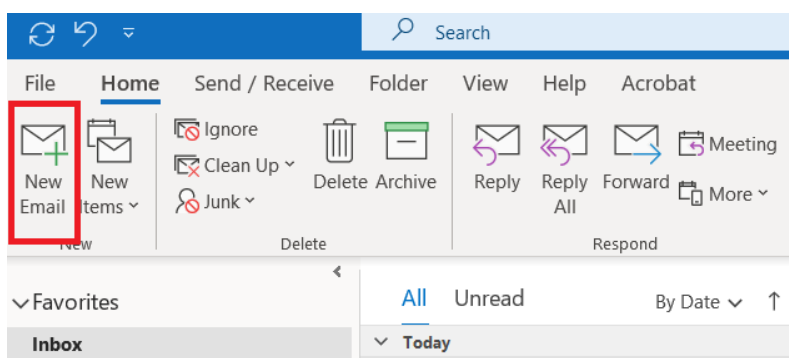 Search
File Home Send / Receive Folder View Help Acrobat
New Email
New Items
Ignore
Clean Up
Junk
Delete
Archive
Reply
Reply All
Forward
Meeting
More
New
Delete
Respond
Favorites
All Unread By Date
Inbox
Today